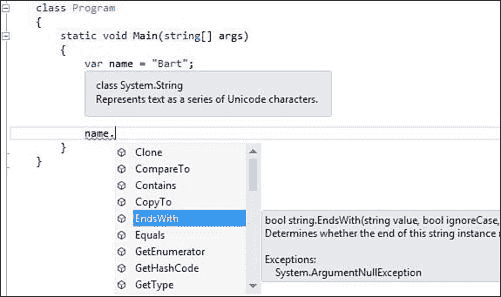 class Program
{
static void Main(string[] args)
{
var name = "Bart";
class System.String
Represents text as a series of Unicode characters.
name.
}
}
Clone
CompareTo
Contains
CopyTo
EndsWith
Equals
GetEnumerator
GetHashCode
GetType
bool string.EndsWith(string value, bool ignoreCase,
Determines whether the end of this string instance
Exceptions:
System.ArgumentNullException